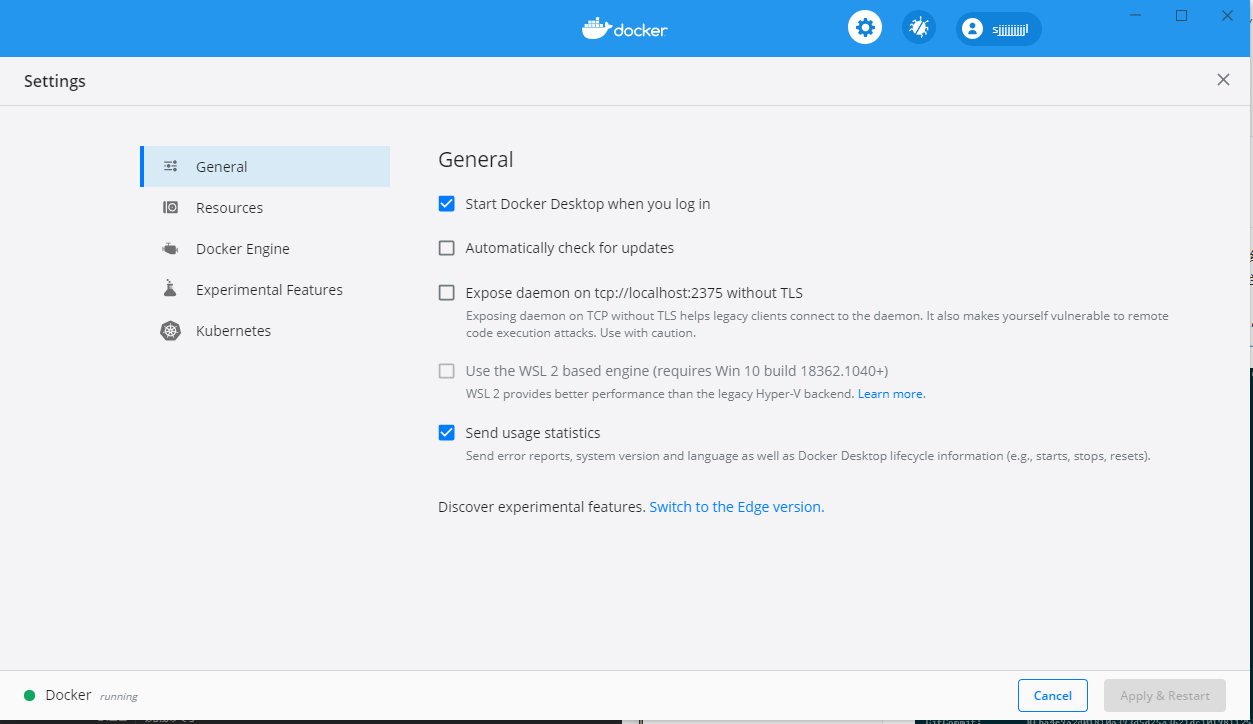 docker
sjjjjjjjjl
Settings
General
Resources
Docker Engine
Experimental Features
Kubernetes
General
Start Docker Desktop when you log in
Automatically check for updates
Expose daemon on tcp://localhost:2375 without TLS
Exposing daemon on TCP without TLS helps legacy clients connect to the daemon. It also makes yourself vulnerable to remote
code execution attacks. Use with caution.
Use the WSL 2 based engine (requires Win 10 build 18362.1040+)
WSL 2 provides better performance than the legacy Hyper-V backend. Learn more.
Send usage statistics
Send error reports, system version and language as well as Docker Desktop lifecycle information (e.g., starts, stops, resets).
Discover experimental features. Switch to the Edge version.
Docker running
Cancel
Apply & Restart